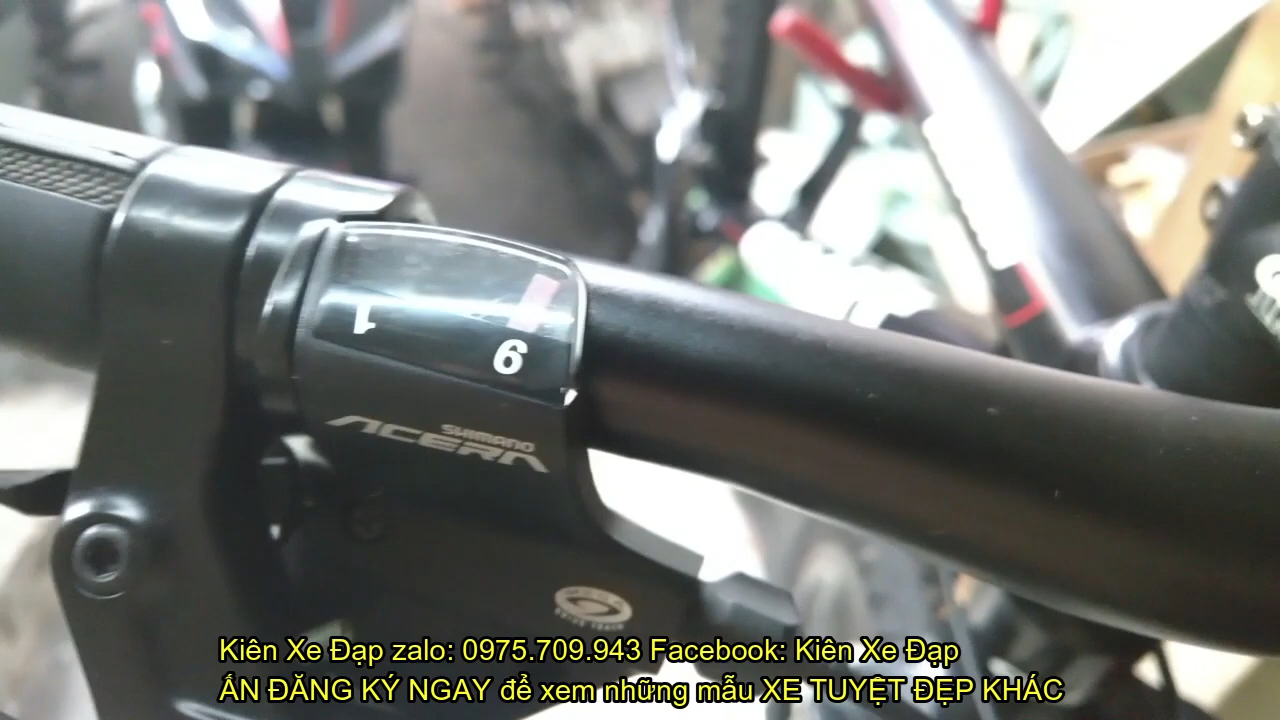 1
9
SHIMANO
ACERA
Kiên Xe Đạp zalo: 0975.709.943 Facebook: Kiên Xe Đạp
ẤN ĐĂNG KÝ NGAY để xem những mẫu XE TUYỆT ĐẸP KHÁC